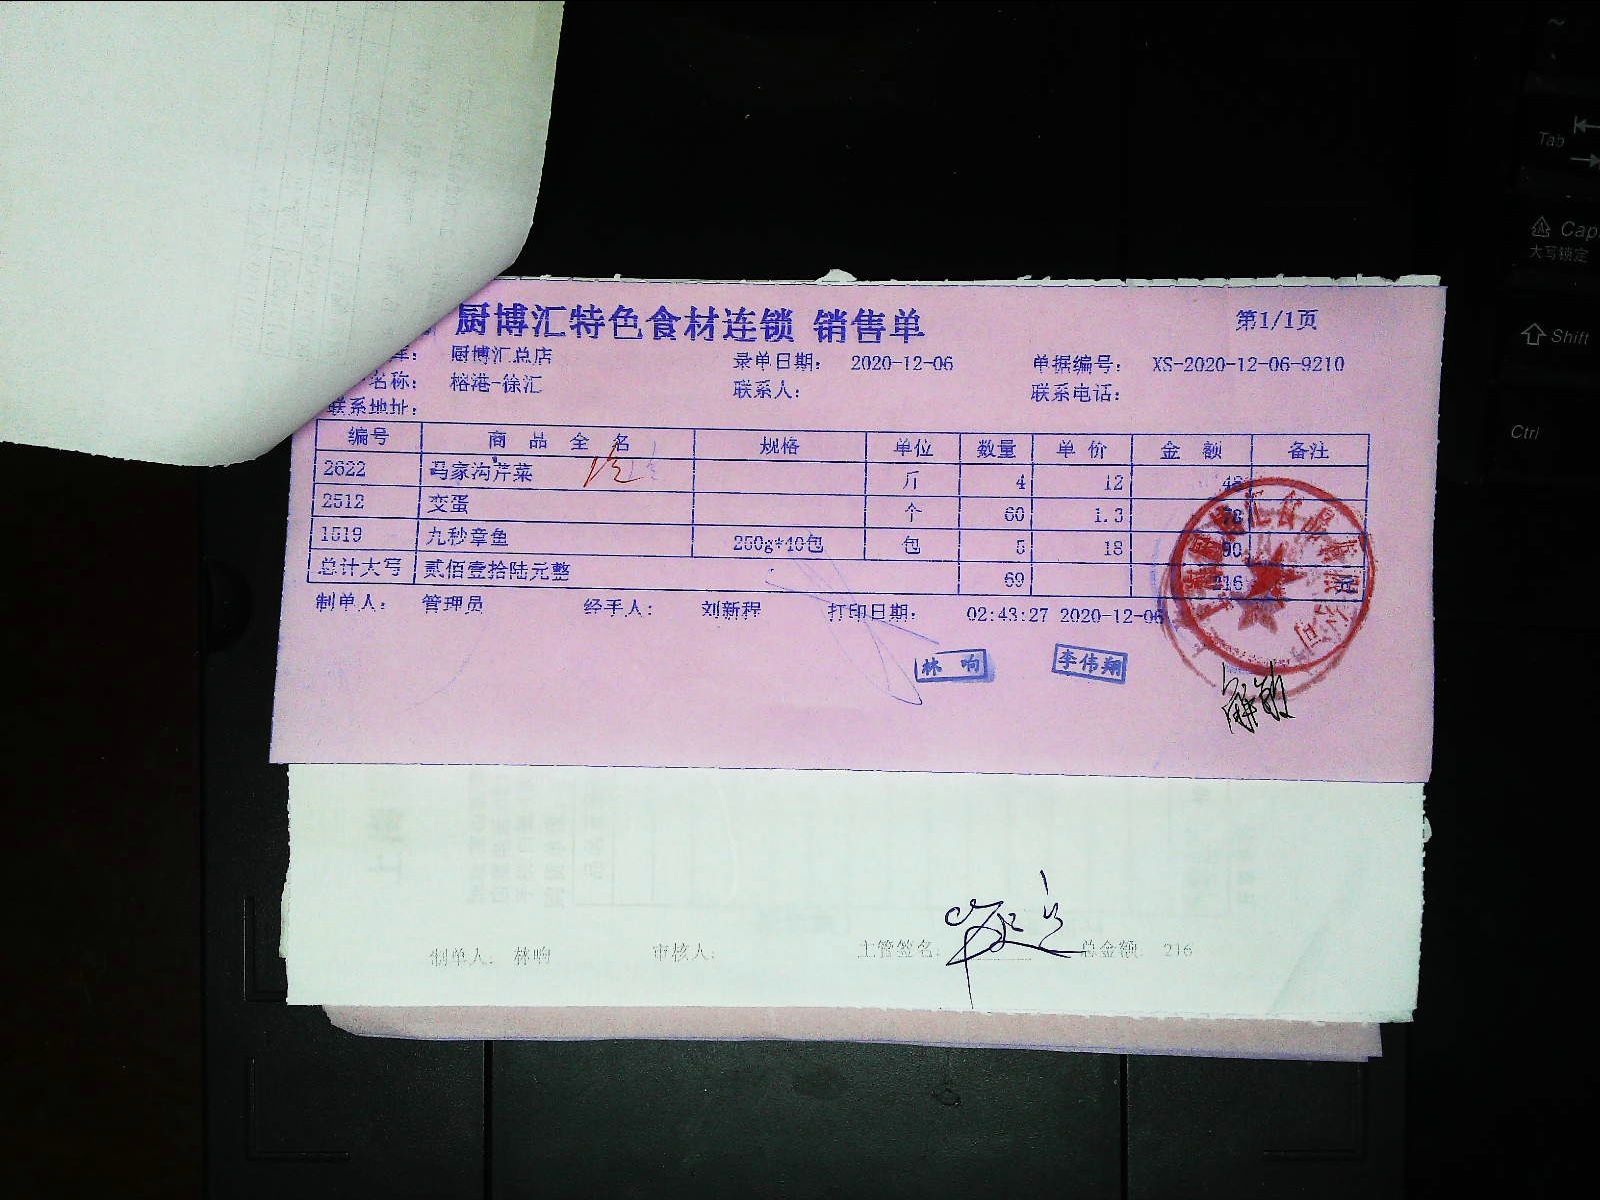 厨博汇特色食材连锁 销售单 第1/1页
库： 厨博汇总店 录单日期： 2020-12-06 单据编号： XS-2020-12-06-9210
名称： 榕港-徐汇 联系人： 联系电话：
联系地址：
编号 商品全名 规格 单位 数量 单价 金额 备注
2622 冯家沟芹菜 斤 4 12 48
2512 变蛋 个 60 1.3 78
1519 九秒章鱼 250g*40包 包 5 18 90
总计大写 贰佰壹拾陆元整 69 216
制单人： 管理员 经手人： 刘新程 打印日期： 02:43:27 2020-12-06
林响 李伟翔
制单人： 林响 审核人： 主管签名： 总金额： 216
Tab
Cap
大写锁定
Shift
Ctrl